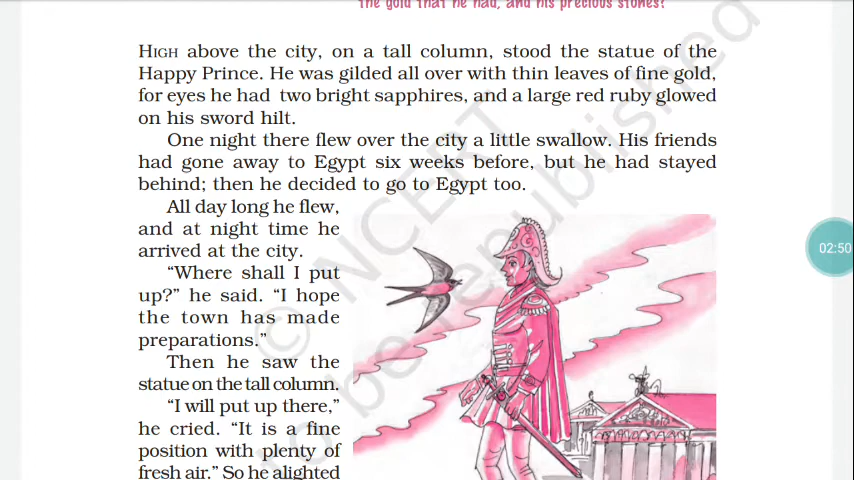 the gold that he had, and his precious stones?
HIGH above the city, on a tall column, stood the statue of the
Happy Prince. He was gilded all over with thin leaves of fine gold,
for eyes he had two bright sapphires, and a large red ruby glowed
on his sword hilt.
One night there flew over the city a little swallow. His friends
had gone away to Egypt six weeks before, but he had stayed
behind; then he decided to go to Egypt too.
All day long he flew,
and at night time he
arrived at the city.
“Where shall I put
up?” he said. “I hope
the town has made
preparations.”
Then he saw the
statue on the tall column.
“I will put up there,”
he cried. “It is a fine
position with plenty of
fresh air.” So he alighted
02:50
© NCERT
to be republished